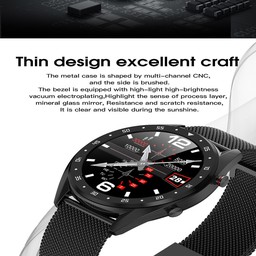 Thin design excellent craft
The metal case is shaped by multi-channel CNC,
and the side is brushed.
The bezel is equipped with high-light high-brightness
vacuum electroplating,Highlight the sense of process layer,
mineral glass mirror, Resistance and scratch resistance,
It is clear and visible during the sunshine.